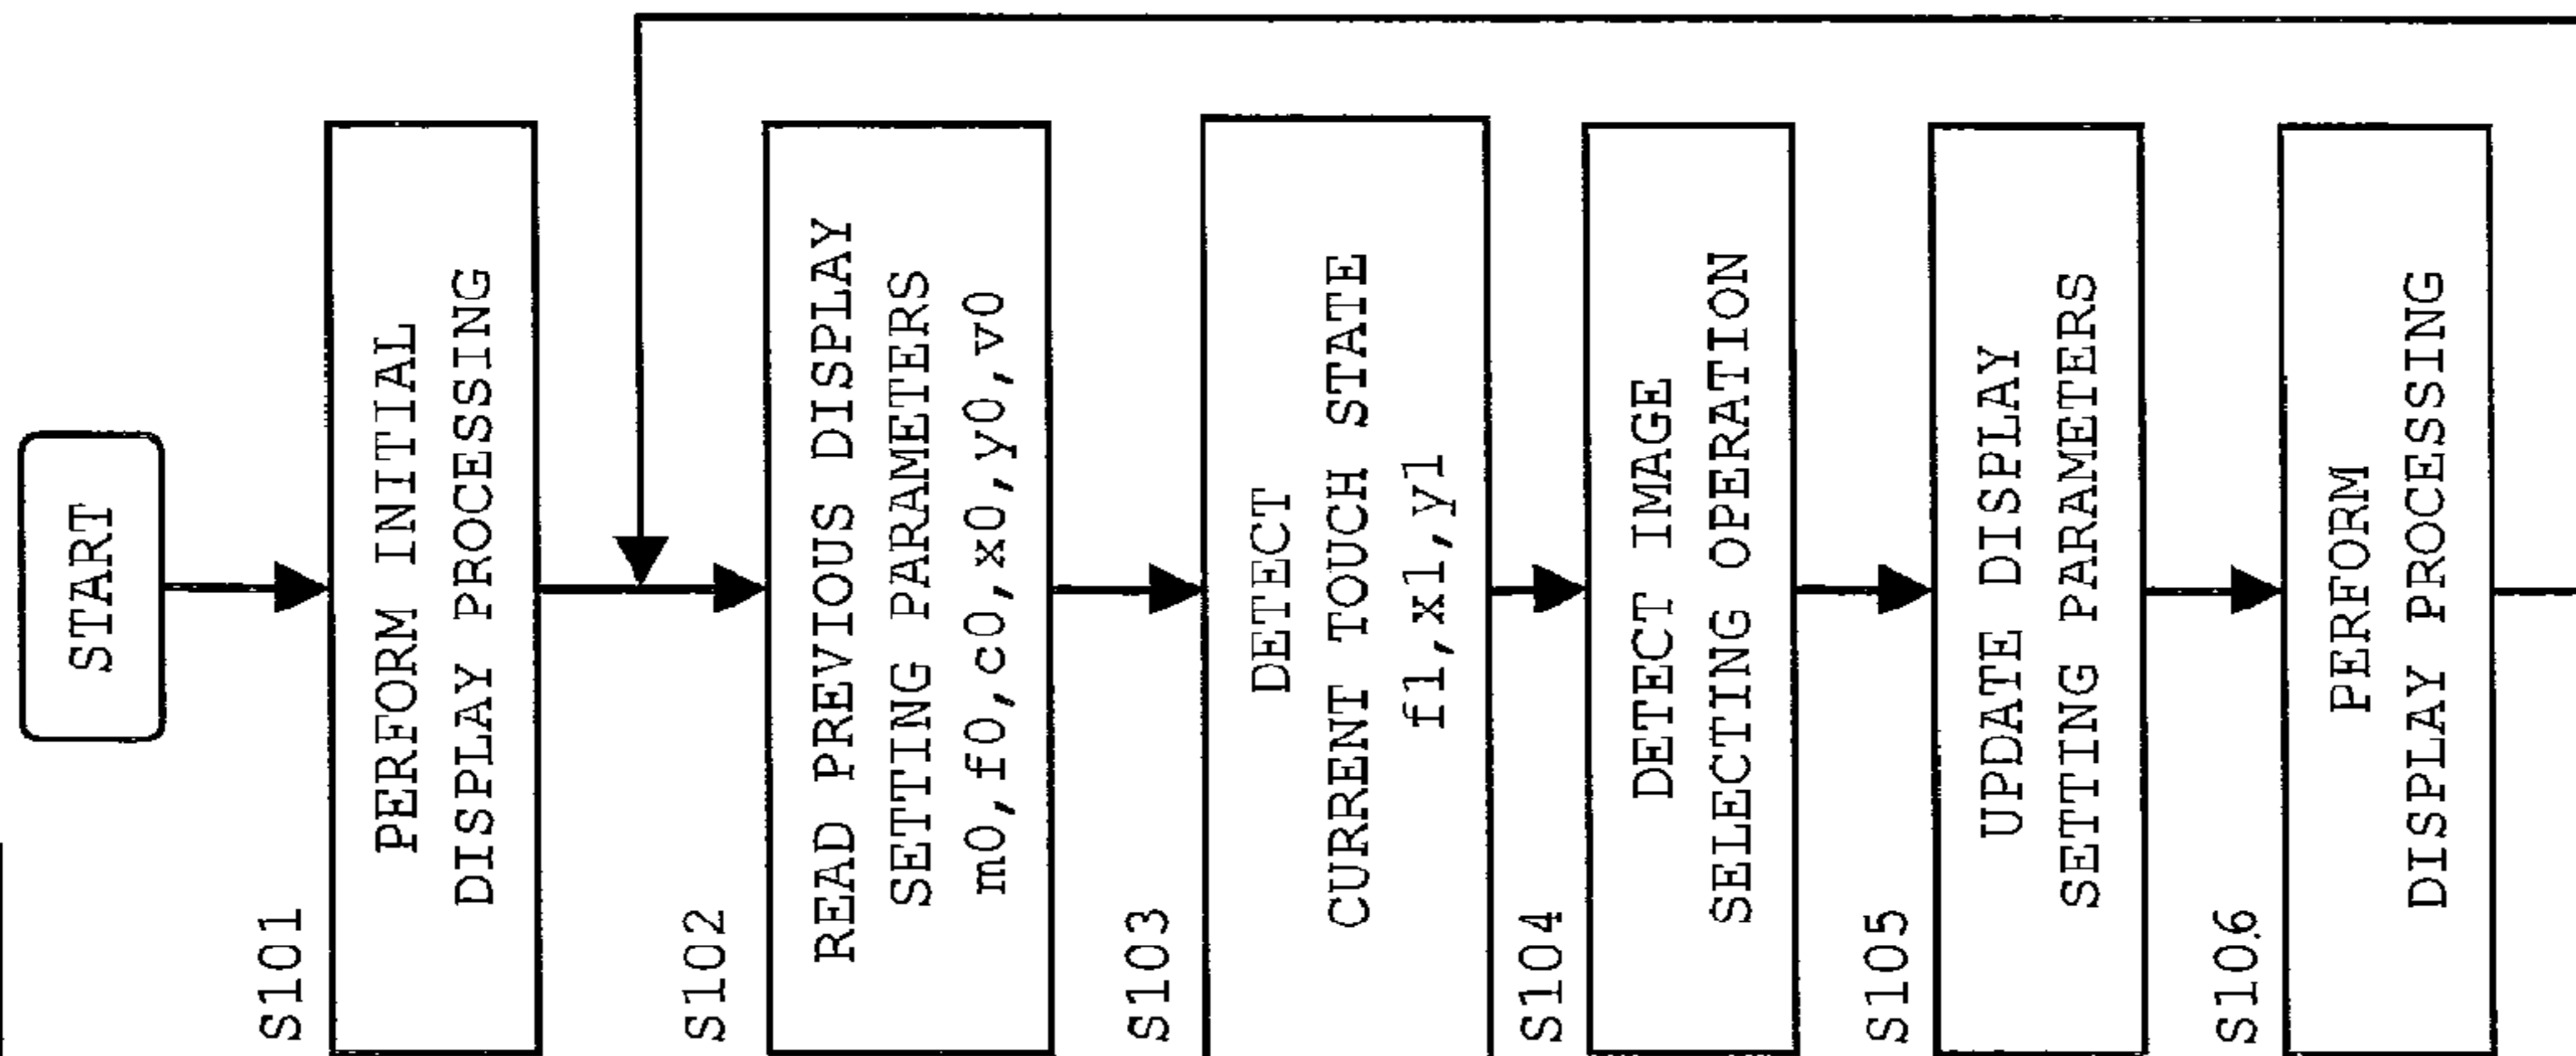 START
S101
PERFORM INITIAL
DISPLAY PROCESSING
S102
READ PREVIOUS DISPLAY
SETTING PARAMETERS
m0,f0,c0,x0,y0,v0
S103
DETECT
CURRENT TOUCH STATE
f1,x1,y1
S104
DETECT IMAGE
SELECTING OPERATION
S105
UPDATE DISPLAY
SETTING PARAMETERS
S106
PERFORM
DISPLAY PROCESSING